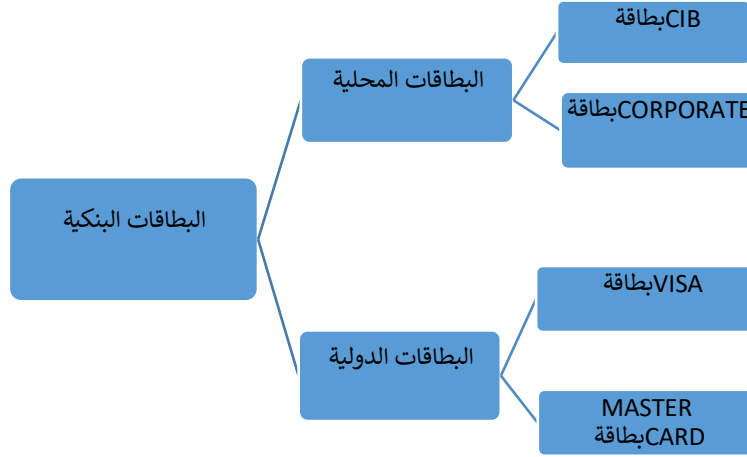 البطاقات البنكية
البطاقات المحلية
بطاقةCIB
بطاقةCORPORATE
البطاقات الدولية
بطاقةVISA
MASTER
بطاقةCARD